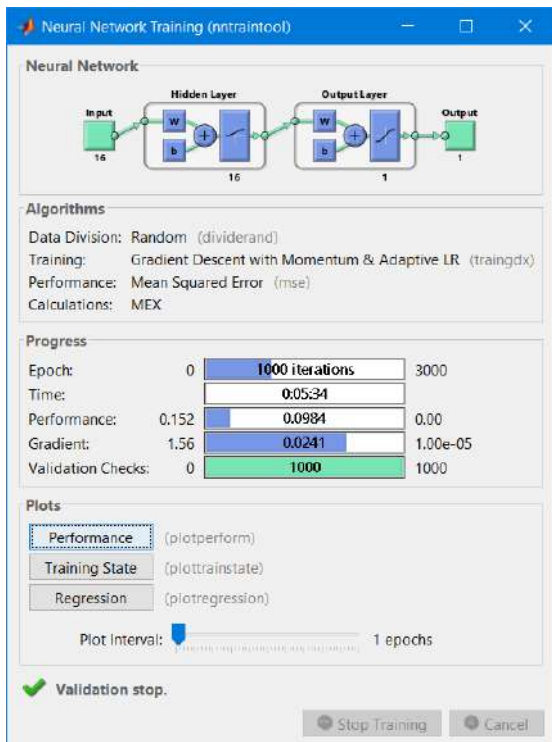 Neural Network Training (nntraintool)
Neural Network
Hidden Layer
Output Layer
Input
Output
W
W
b
b
16
16
1
1
Algorithms
Data Division: Random (dividerand)
Training: Gradient Descent with Momentum & Adaptive LR (traingdx)
Performance: Mean Squared Error (mse)
Calculations: MEX
Progress
Epoch: 0 1000 iterations 3000
Time: 0:05:34
Performance: 0.152 0.0984 0.00
Gradient: 1.56 0.0241 1.00e-05
Validation Checks: 0 1000 1000
Plots
Performance (plotperform)
Training State (plottrainstate)
Regression (plotregression)
Plot Interval: 1 epochs
Validation stop.
Stop Training Cancel